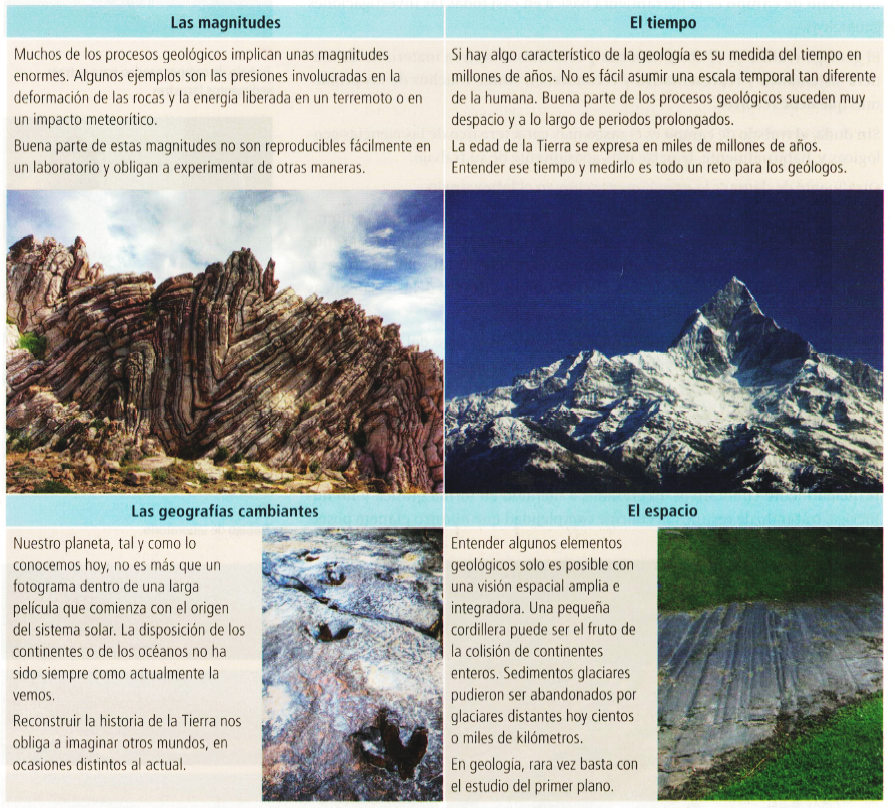 Las magnitudes
Muchos de los procesos geológicos implican unas magnitudes
enormes. Algunos ejemplos son las presiones involucradas en la
deformación de las rocas y la energía liberada en un terremoto o en
un impacto meteorítico.
Buena parte de estas magnitudes no son reproducibles fácilmente en
un laboratorio y obligan a experimentar de otras maneras.
El tiempo
Si hay algo característico de la geología es su medida del tiempo en
millones de años. No es fácil asumir una escala temporal tan diferente
de la humana. Buena parte de los procesos geológicos suceden muy
despacio y a lo largo de periodos prolongados.
La edad de la Tierra se expresa en miles de millones de años.
Entender ese tiempo y medirlo es todo un reto para los geólogos.
Las geografías cambiantes
Nuestro planeta, tal y como lo
conocemos hoy, no es más que un
fotograma dentro de una larga
película que comienza con el origen
del sistema solar. La disposición de los
continentes o de los océanos no ha
sido siempre como actualmente la
vemos.
Reconstruir la historia de la Tierra nos
obliga a imaginar otros mundos, en
ocasiones distintos al actual.
El espacio
Entender algunos elementos
geológicos solo es posible con
una visión espacial amplia e
integradora. Una pequeña
cordillera puede ser el fruto de
la colisión de continentes
enteros. Sedimentos glaciares
pudieron ser abandonados por
glaciares distantes hoy cientos
o miles de kilómetros.
En geología, rara vez basta con
el estudio del primer plano.